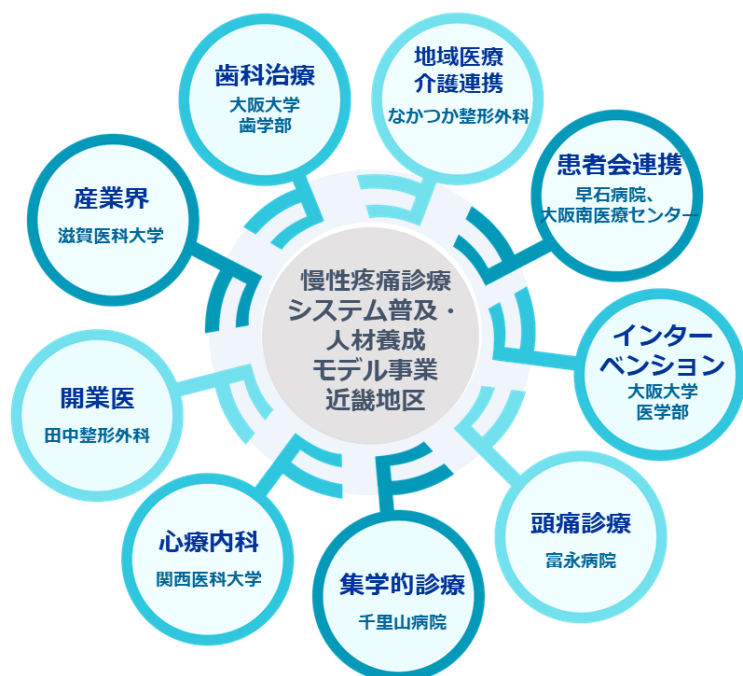 歯科治療
大阪大学
歯学部
地域医療
介護連携
なかつか整形外科
患者会連携
早石病院、
大阪南医療センター
産業界
滋賀医科大学
慢性疼痛診療
システム普及・
人材養成
モデル事業
近畿地区
インター
ベンション
大阪大学
医学部
開業医
田中整形外科
頭痛診療
富永病院
心療内科
関西医科大学
集学的診療
千里山病院